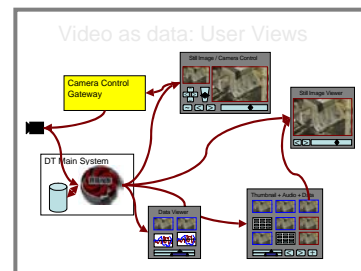 Video as data: User Views
Still Image / Camera Control
Camera Control
Gateway
Still Image Viewer
DT Main System
Data Viewer
Thumbnail + Audio + Data